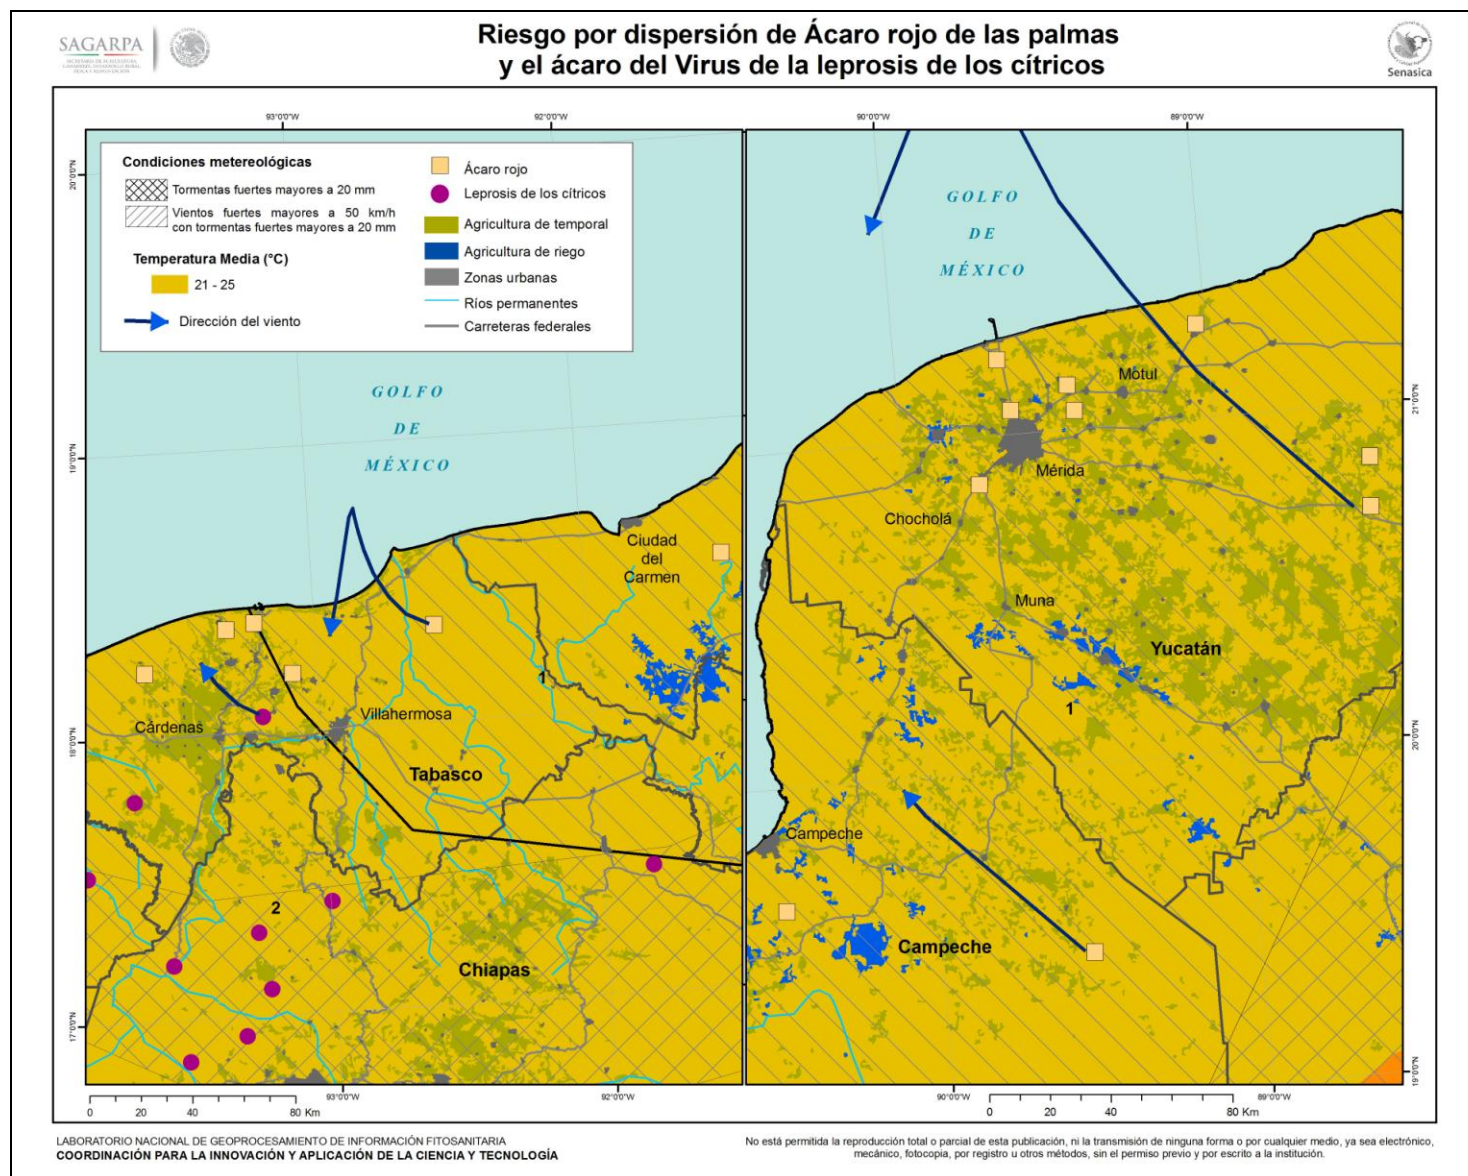 SAGARPA
SECRETARÍA DE AGRICULTURA,
GANADERÍA, DESARROLLO RURAL,
PESCA Y ALIMENTACIÓN
Riesgo por dispersión de Ácaro rojo de las palmas
y el ácaro del Virus de la leprosis de los cítricos
Senasica
93°0'0"W
92°0'0"W
90°0'0"W
89°0'0"W
20°0'0"N
19°0'0"N
18°0'0"N
17°0'0"N
Condiciones metereológicas
Tormentas fuertes mayores a 20 mm
Vientos fuertes mayores a 50 km/h
con tormentas fuertes mayores a 20 mm
Temperatura Media (°C)
21 - 25
Dirección del viento
Ácaro rojo
Leprosis de los cítricos
Agricultura de temporal
Agricultura de riego
Zonas urbanas
Ríos permanentes
Carreteras federales
GOLFO
DE
MÉXICO
Ciudad
del
Carmen
1
Villahermosa
Cárdenas
Tabasco
2
Chiapas
GOLFO
DE
MÉXICO
Motul
Mérida
Chocholá
Muna
Yucatán
1
Campeche
Campeche
21°0'0"N
20°0'0"N
19°0'0"N
93°0'0"W
92°0'0"W
90°0'0"W
89°0'0"W
0 20 40 80 Km
0 20 40 80 Km
LABORATORIO NACIONAL DE GEOPROCESAMIENTO DE INFORMACIÓN FITOSANITARIA
COORDINACIÓN PARA LA INNOVACIÓN Y APLICACIÓN DE LA CIENCIA Y TECNOLOGÍA
No está permitida la reproducción total o parcial de esta publicación, ni la transmisión de ninguna forma o por cualquier medio, ya sea electrónico,
mecánico, fotocopia, por registro u otros métodos, sin el permiso previo y por escrito a la institución.